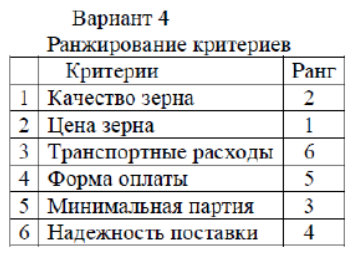 Вариант 4
Ранжирование критериев
Критерии Ранг
1 Качество зерна 2
2 Цена зерна 1
3 Транспортные расходы 6
4 Форма оплаты 5
5 Минимальная партия 3
6 Надежность поставки 4